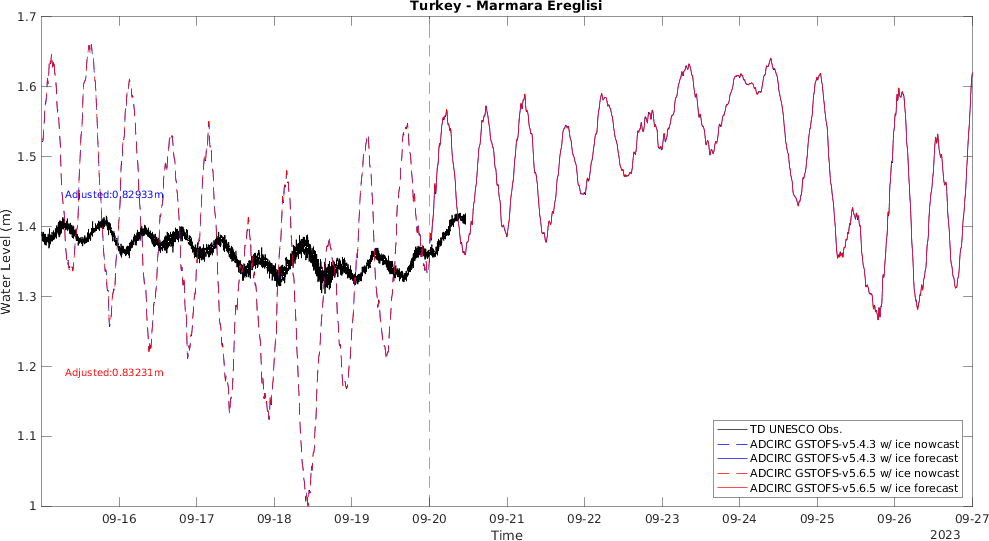 Turkey - Marmara Ereglisi
1.7
1.6
1.5
1.4
1.3
1.2
1.1
1
Water Level (m)
Adjusted:0.82933m
Adjusted:0.83231m
TD UNESCO Obs.
ADCIRC GSTOFS-v5.4.3 w/ ice nowcast
ADCIRC GSTOFS-v5.4.3 w/ ice forecast
ADCIRC GSTOFS-v5.6.5 w/ ice nowcast
ADCIRC GSTOFS-v5.6.5 w/ ice forecast
09-16 09-17 09-18 09-19 09-20 09-21 09-22 09-23 09-24 09-25 09-26 09-27
Time
2023